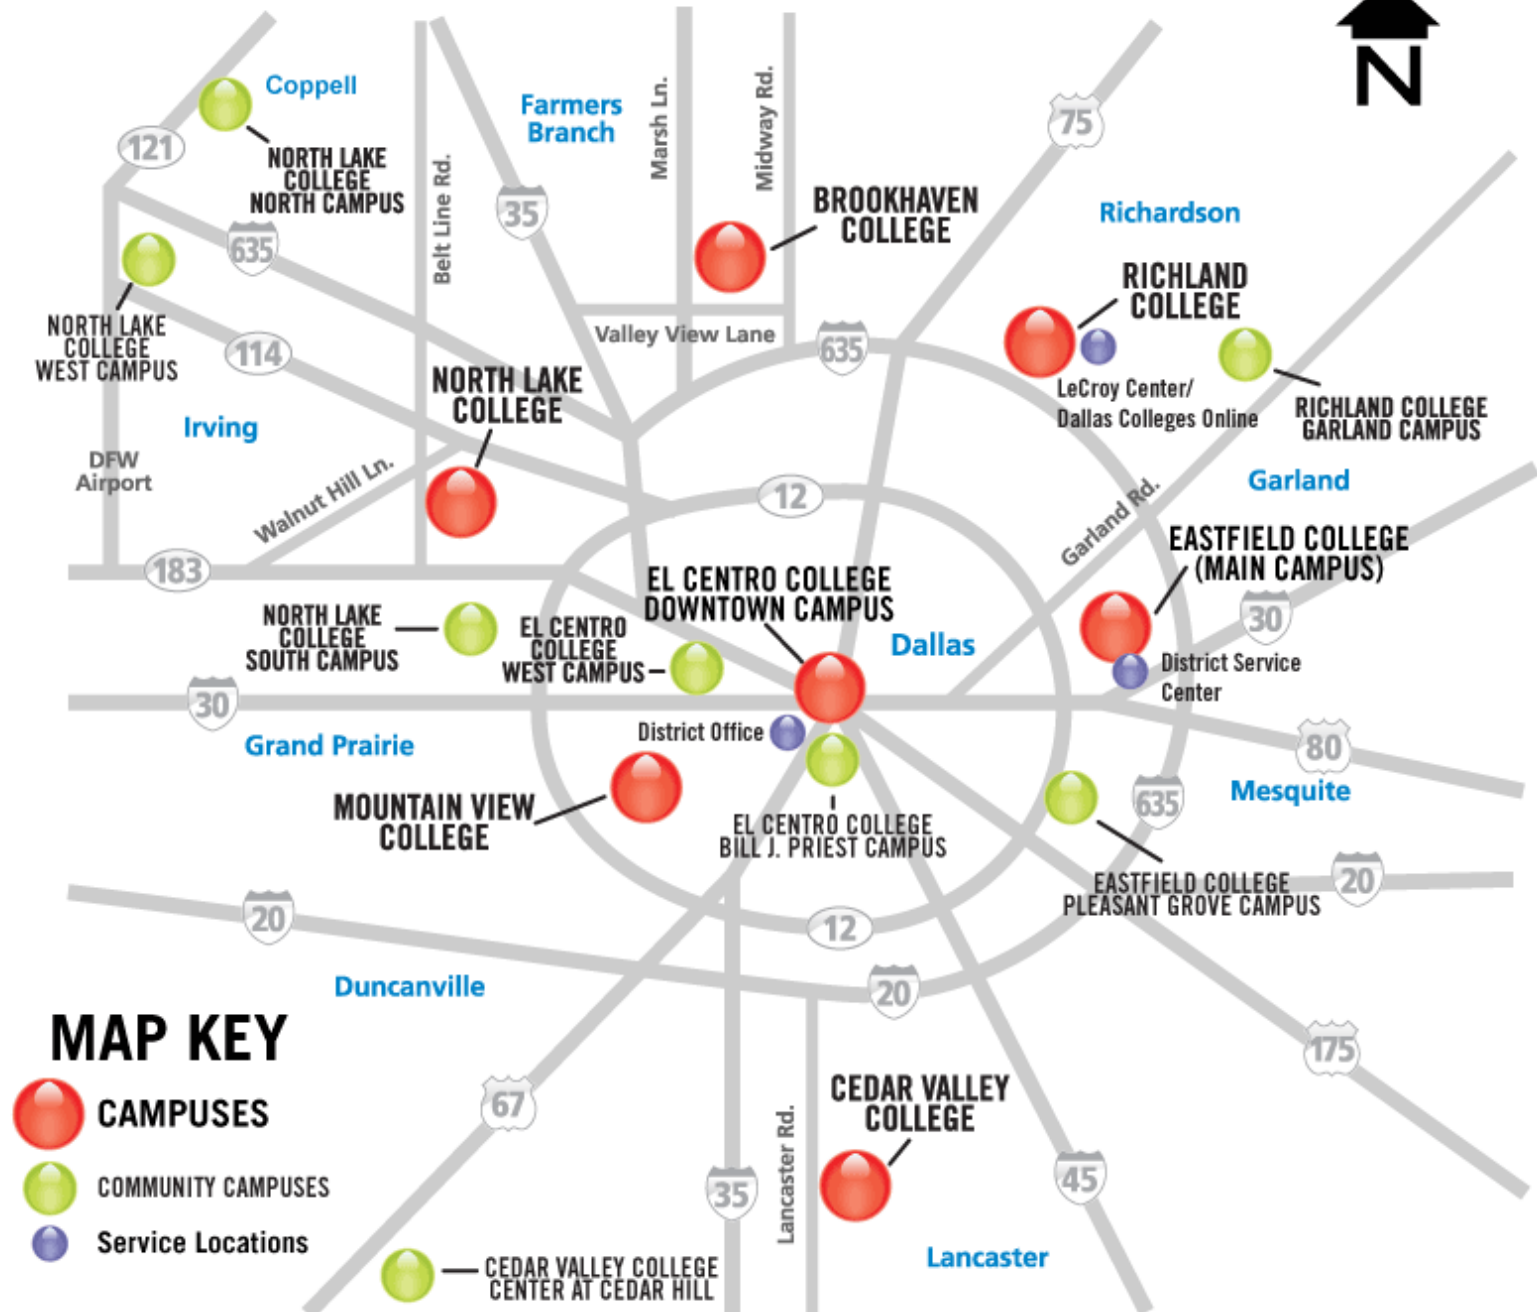 N
Coppell
121
NORTH LAKE
COLLEGE
NORTH CAMPUS
Farmers
Branch
Marsh Ln.
Midway Rd.
75
Belt Line Rd.
35
BROOKHAVEN
COLLEGE
Richardson
635
RICHLAND
COLLEGE
NORTH LAKE
COLLEGE
WEST CAMPUS
114
Valley View Lane
635
LeCroy Center/
Dallas Colleges Online
RICHLAND COLLEGE
GARLAND CAMPUS
NORTH LAKE
COLLEGE
Irving
DFW
Airport
Walnut Hill Ln.
12
Garland Rd.
Garland
183
EASTFIELD COLLEGE
(MAIN CAMPUS)
EL CENTRO COLLEGE
DOWNTOWN CAMPUS
30
NORTH LAKE
COLLEGE
SOUTH CAMPUS
EL CENTRO
COLLEGE
WEST CAMPUS
Dallas
District Service
Center
30
District Office
Grand Prairie
80
Mesquite
635
MOUNTAIN VIEW
COLLEGE
EL CENTRO COLLEGE
BILL J. PRIEST CAMPUS
EASTFIELD COLLEGE
PLEASANT GROVE CAMPUS
20
20
12
Duncanville
20
175
MAP KEY
CAMPUSES
COMMUNITY CAMPUSES
Service Locations
67
CEDAR VALLEY
COLLEGE
35
Lancaster Rd.
45
Lancaster
CEDAR VALLEY COLLEGE
CENTER AT CEDAR HILL